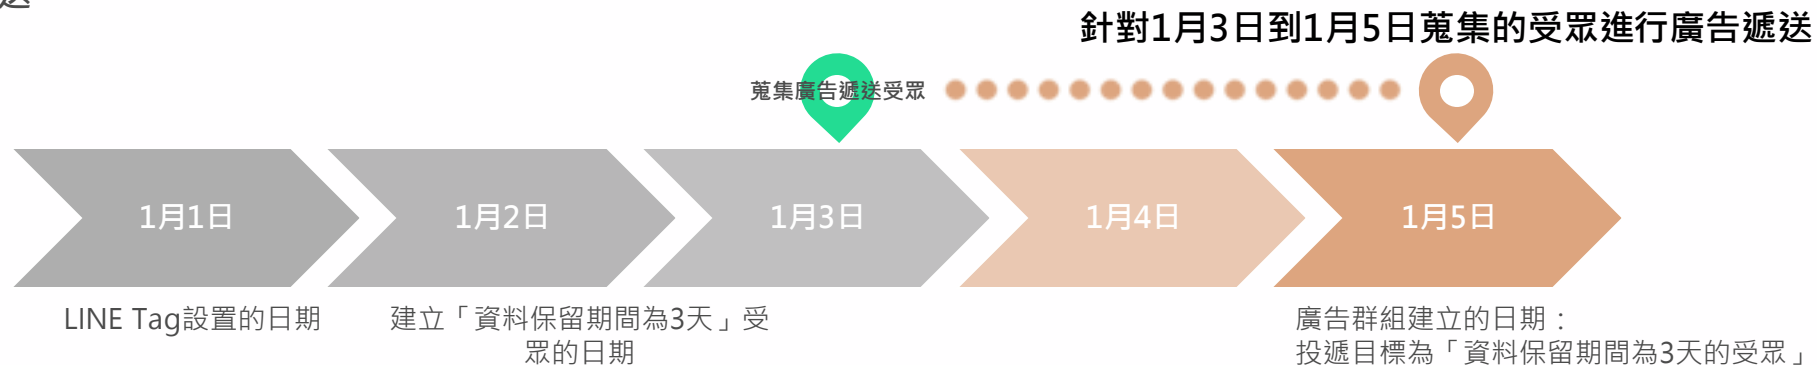 針對1月3日到1月5日蒐集的受眾進行廣告遞送
蒐集廣告遞送受眾
1月1日
1月2日
1月3日
1月4日
1月5日
LINE Tag設置的日期
建立「資料保留期間為3天」受
眾的日期
廣告群組建立的日期：
投遞目標為「資料保留期間為3天的受眾」